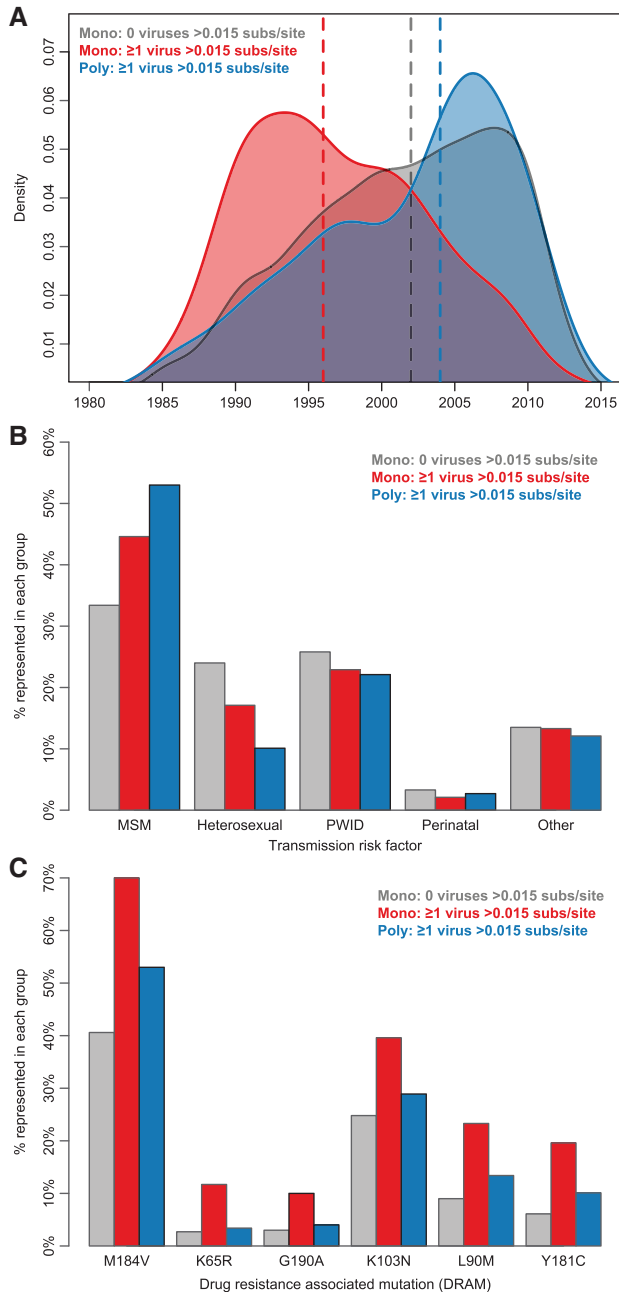 A
Mono: 0 viruses >0.015 subs/site
Mono: ≥1 virus >0.015 subs/site
Poly: ≥1 virus >0.015 subs/site
Density
0.07
0.06
0.05
0.04
0.03
0.02
0.01
1980 1985 1990 1995 2000 2005 2010 2015
B
Mono: 0 viruses >0.015 subs/site
Mono: ≥1 virus >0.015 subs/site
Poly: ≥1 virus >0.015 subs/site
% represented in each group
60%
50%
40%
30%
20%
10%
0%
MSM Heterosexual PWID Perinatal Other
Transmission risk factor
C
Mono: 0 viruses >0.015 subs/site
Mono: ≥1 virus >0.015 subs/site
Poly: ≥1 virus >0.015 subs/site
% represented in each group
70%
60%
50%
40%
30%
20%
10%
0%
M184V K65R G190A K103N L90M Y181C
Drug resistance associated mutation (DRAM)